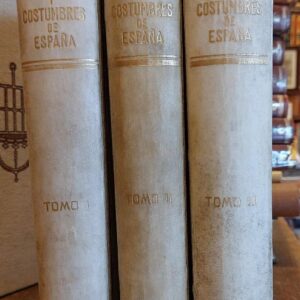 Y
COSTUMBRES
DE
ESPAÑA
TOMO I
COSTUMBRES
DE
ESPAÑA
TOMO II
COSTUMBRES
DE
ESPAÑA
TOMO III